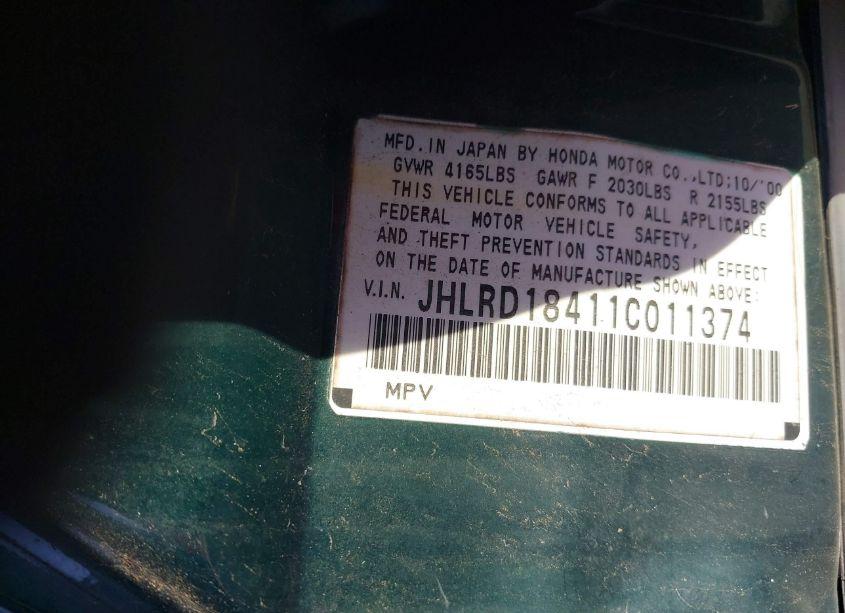 MFD.IN JAPAN BY HONDA MOTOR CO.,LTD;10/'00
GVWR 4165LBS GAWR F 2030LBS R 2155LBS
THIS VEHICLE CONFORMS TO ALL APPLICABLE
FEDERAL MOTOR VEHICLE SAFETY,
AND THEFT PREVENTION STANDARDS IN EFFECT
ON THE DATE OF MANUFACTURE SHOWN ABOVE:
V.I.N. JHLRD18411C011374
MPV